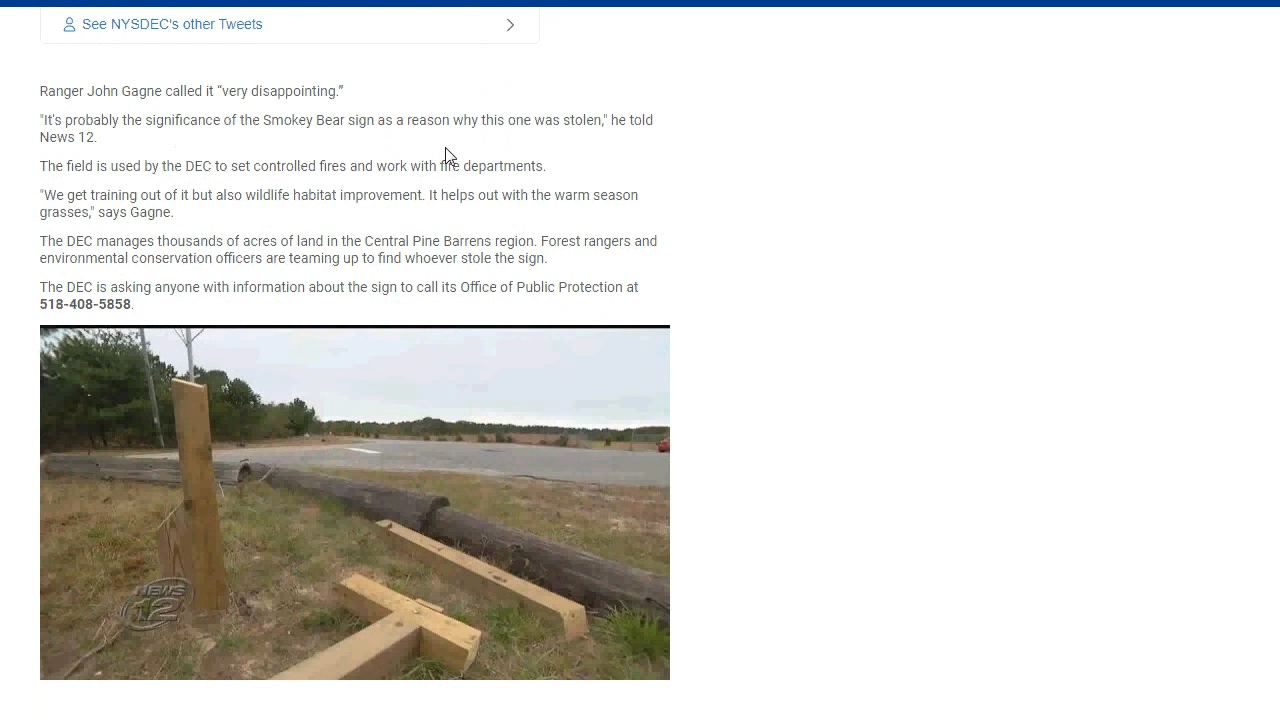 See NYSDEC's other Tweets
Ranger John Gagne called it “very disappointing.”
"It's probably the significance of the Smokey Bear sign as a reason why this one was stolen," he told
News 12.
The field is used by the DEC to set controlled fires and work with fire departments.
"We get training out of it but also wildlife habitat improvement. It helps out with the warm season
grasses," says Gagne.
The DEC manages thousands of acres of land in the Central Pine Barrens region. Forest rangers and
environmental conservation officers are teaming up to find whoever stole the sign.
The DEC is asking anyone with information about the sign to call its Office of Public Protection at
518-408-5858.
NEWS
12